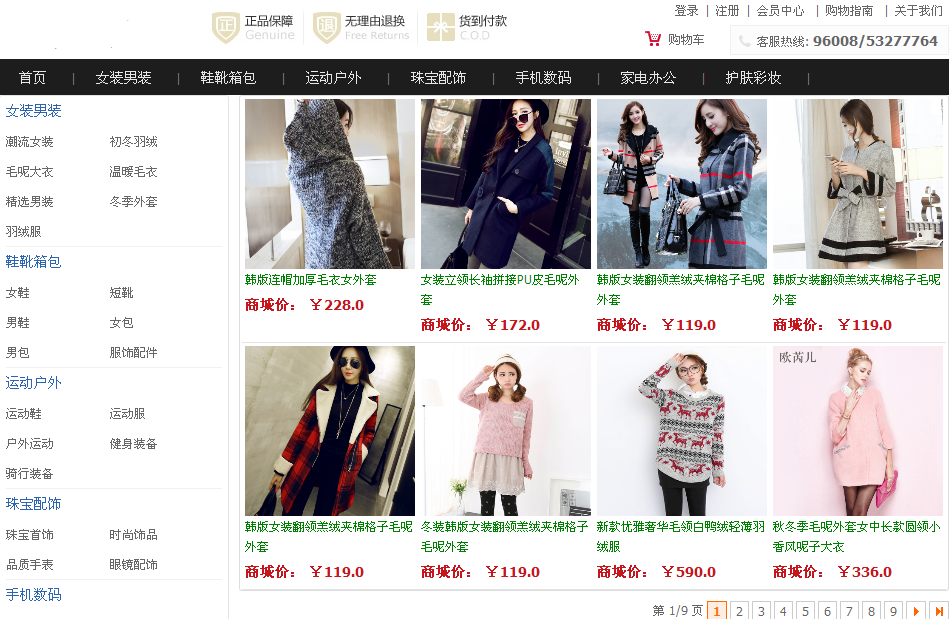 登录 | 注册 | 会员中心 | 购物指南 | 关于我们
正 正品保障 Genuine
退 无理由退换 Free Returns
货到付款 C.O.D
购物车
客服热线: 96008/53277764
首页 | 女装男装 | 鞋靴箱包 | 运动户外 | 珠宝配饰 | 手机数码 | 家电办公 | 护肤彩妆 |
女装男装
潮流女装 初冬羽绒
毛呢大衣 温暖毛衣
精选男装 冬季外套
羽绒服
鞋靴箱包
女鞋 短靴
男鞋 女包
男包 服饰配件
运动户外
运动鞋 运动服
户外运动 健身装备
骑行装备
珠宝配饰
珠宝首饰 时尚饰品
品质手表 眼镜配饰
手机数码
韩版连帽加厚毛衣女外套
商城价： ￥228.0
女装立领长袖拼接PU皮毛呢外
套
商城价： ￥172.0
韩版女装翻领羔绒夹棉格子毛呢
外套
商城价： ￥119.0
韩版女装翻领羔绒夹棉格子毛呢
外套
商城价： ￥119.0
韩版女装翻领羔绒夹棉格子毛呢
外套
商城价： ￥119.0
冬装韩版女装翻领羔绒夹棉格子
毛呢外套
商城价： ￥119.0
新款优雅奢华毛领白鸭绒轻薄羽
绒服
商城价： ￥590.0
欧芮儿
秋冬季毛呢外套女中长款圆领小
香风呢子大衣
商城价： ￥336.0
第 1/9 页 1 2 3 4 5 6 7 8 9